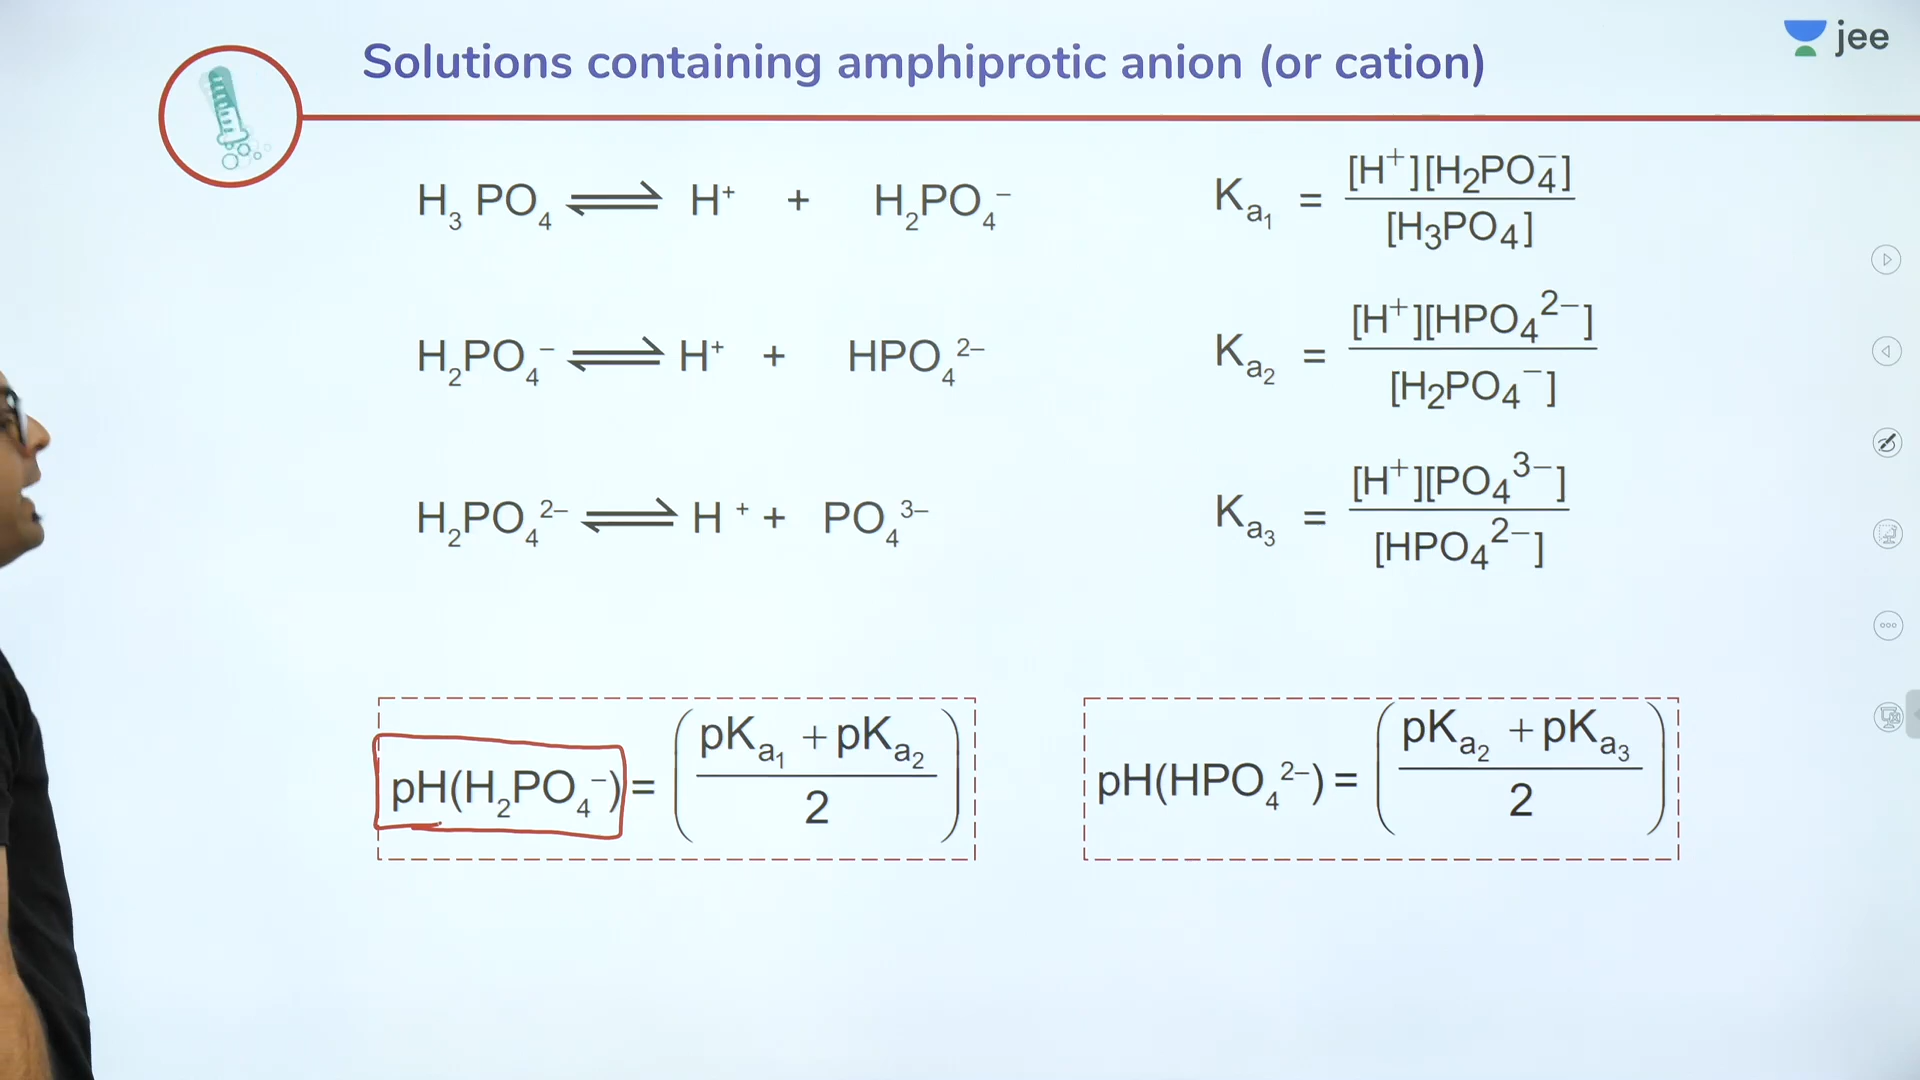 jee
Solutions containing amphiprotic anion (or cation)
H₃ PO₄ ⇌ H⁺ + H₂PO₄⁻ Kₐ₁ = [H⁺][H₂PO₄⁻] / [H₃PO₄]
H₂PO₄⁻ ⇌ H⁺ + HPO₄²⁻ Kₐ₂ = [H⁺][HPO₄²⁻] / [H₂PO₄⁻]
H₂PO₄²⁻ ⇌ H⁺ + PO₄³⁻ Kₐ₃ = [H⁺][PO₄³⁻] / [HPO₄²⁻]
pH(H₂PO₄⁻) = (pKₐ₁ + pKₐ₂ / 2) pH(HPO₄²⁻) = (pKₐ₂ + pKₐ₃ / 2)